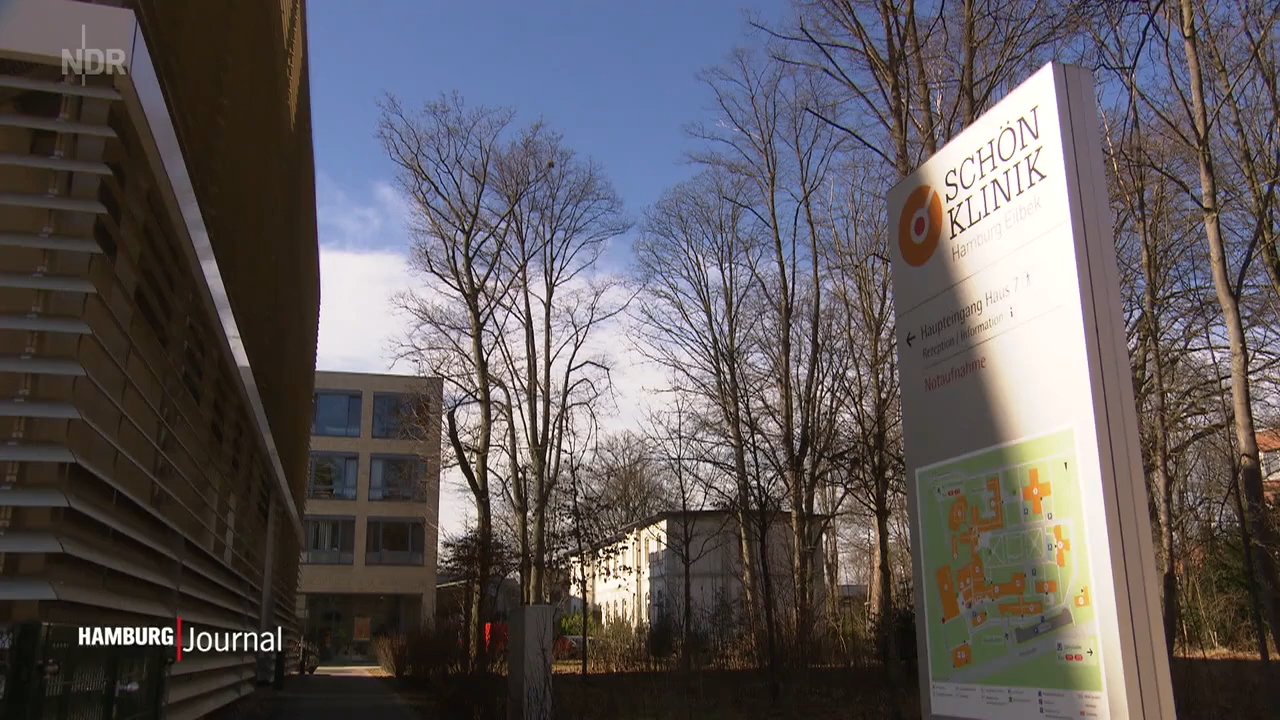 NDR
SCHÖN
KLINIK
Hamburg Eilbek
← Haupteingang Haus 7 ↑
Rezeption / Information i
Notaufnahme
HAMBURG Journal